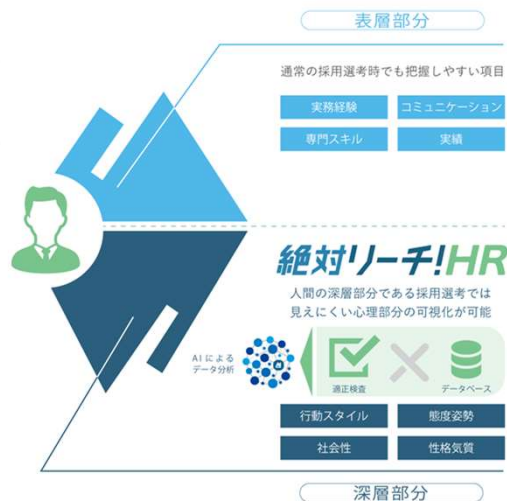 表層部分
通常の採用選考時でも把握しやすい項目
実務経験
コミュニケーション
専門スキル
実績
絶対リーチ!HR
人間の深層部分である採用選考では
見えにくい心理部分の可視化が可能
AIによる
データ分析
適正検査
データベース
行動スタイル
態度姿勢
社会性
性格気質
深層部分